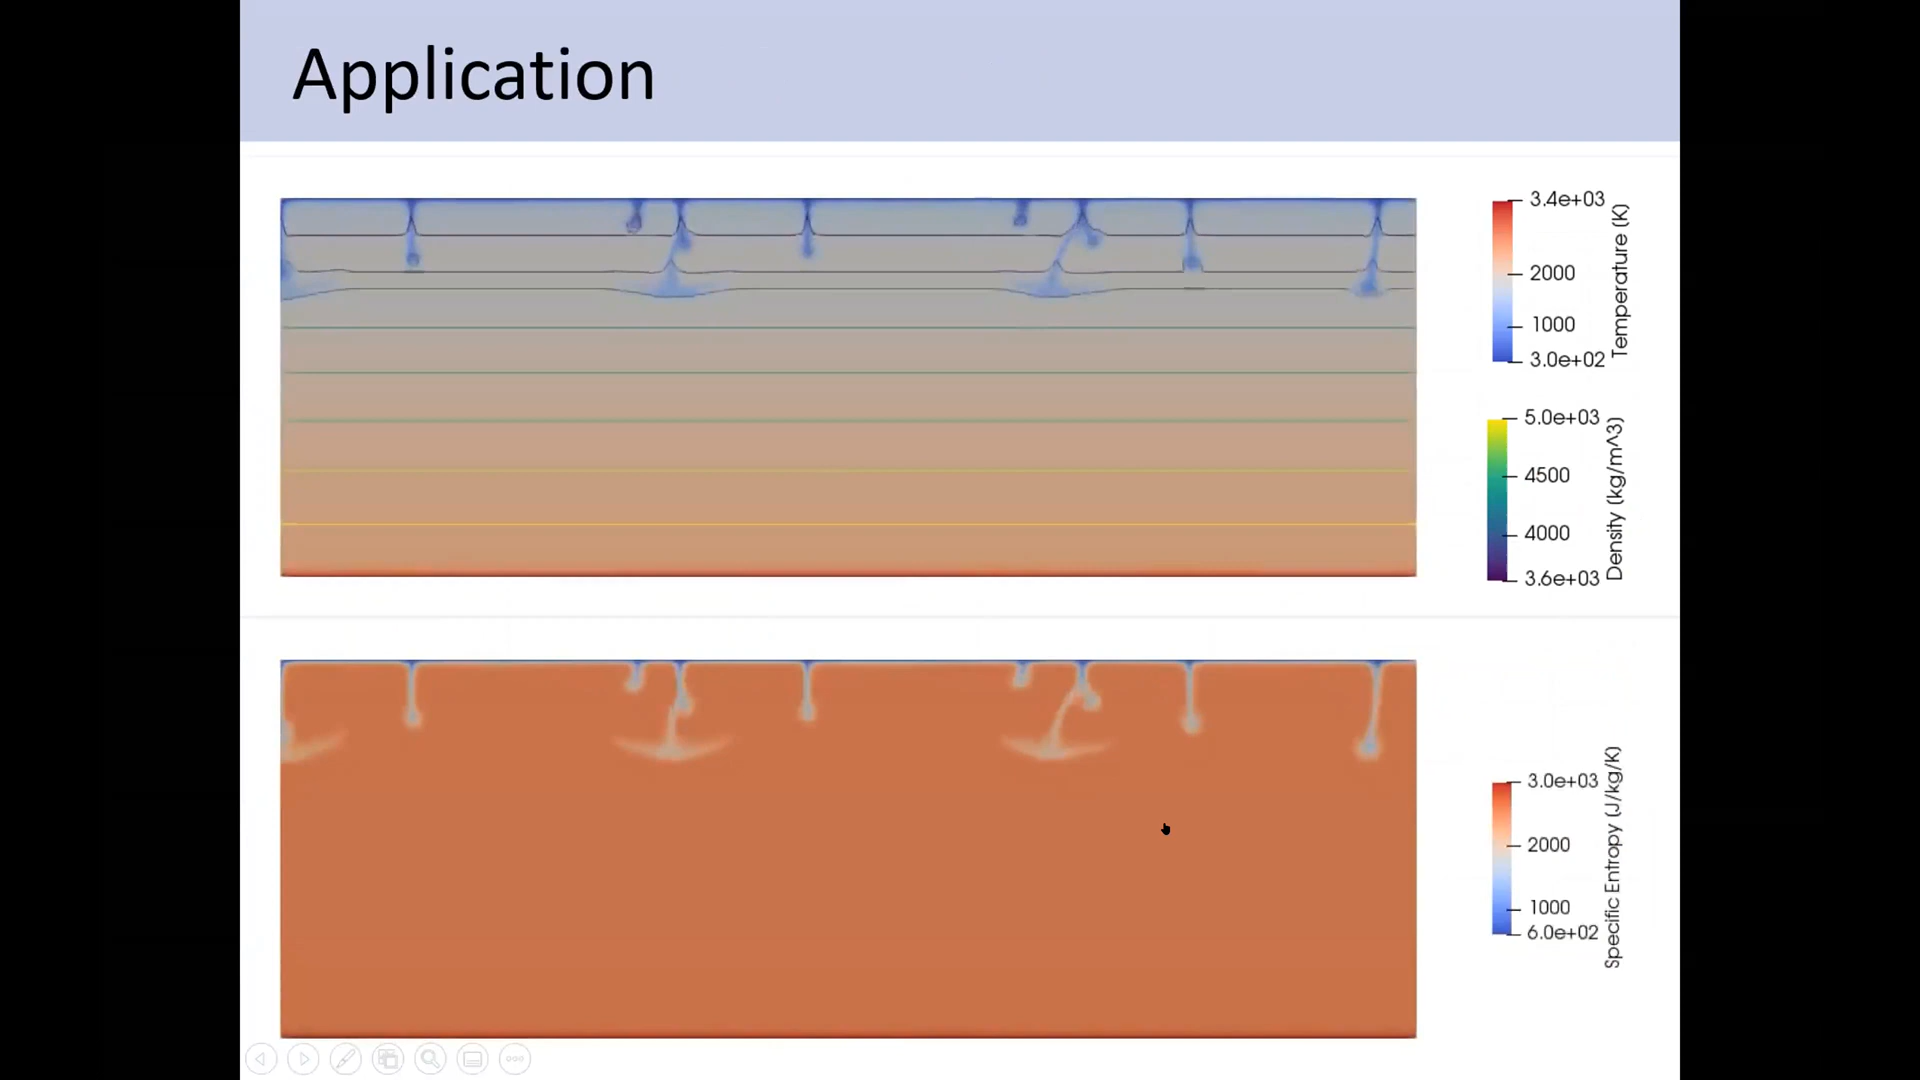 Application
3.4e+03
2000
1000
3.0e+02
Temperature (K)
5.0e+03
4500
4000
3.6e+03
Density (kg/m^3)
3.0e+03
2000
1000
6.0e+02
Specific Entropy (J/kg/K)